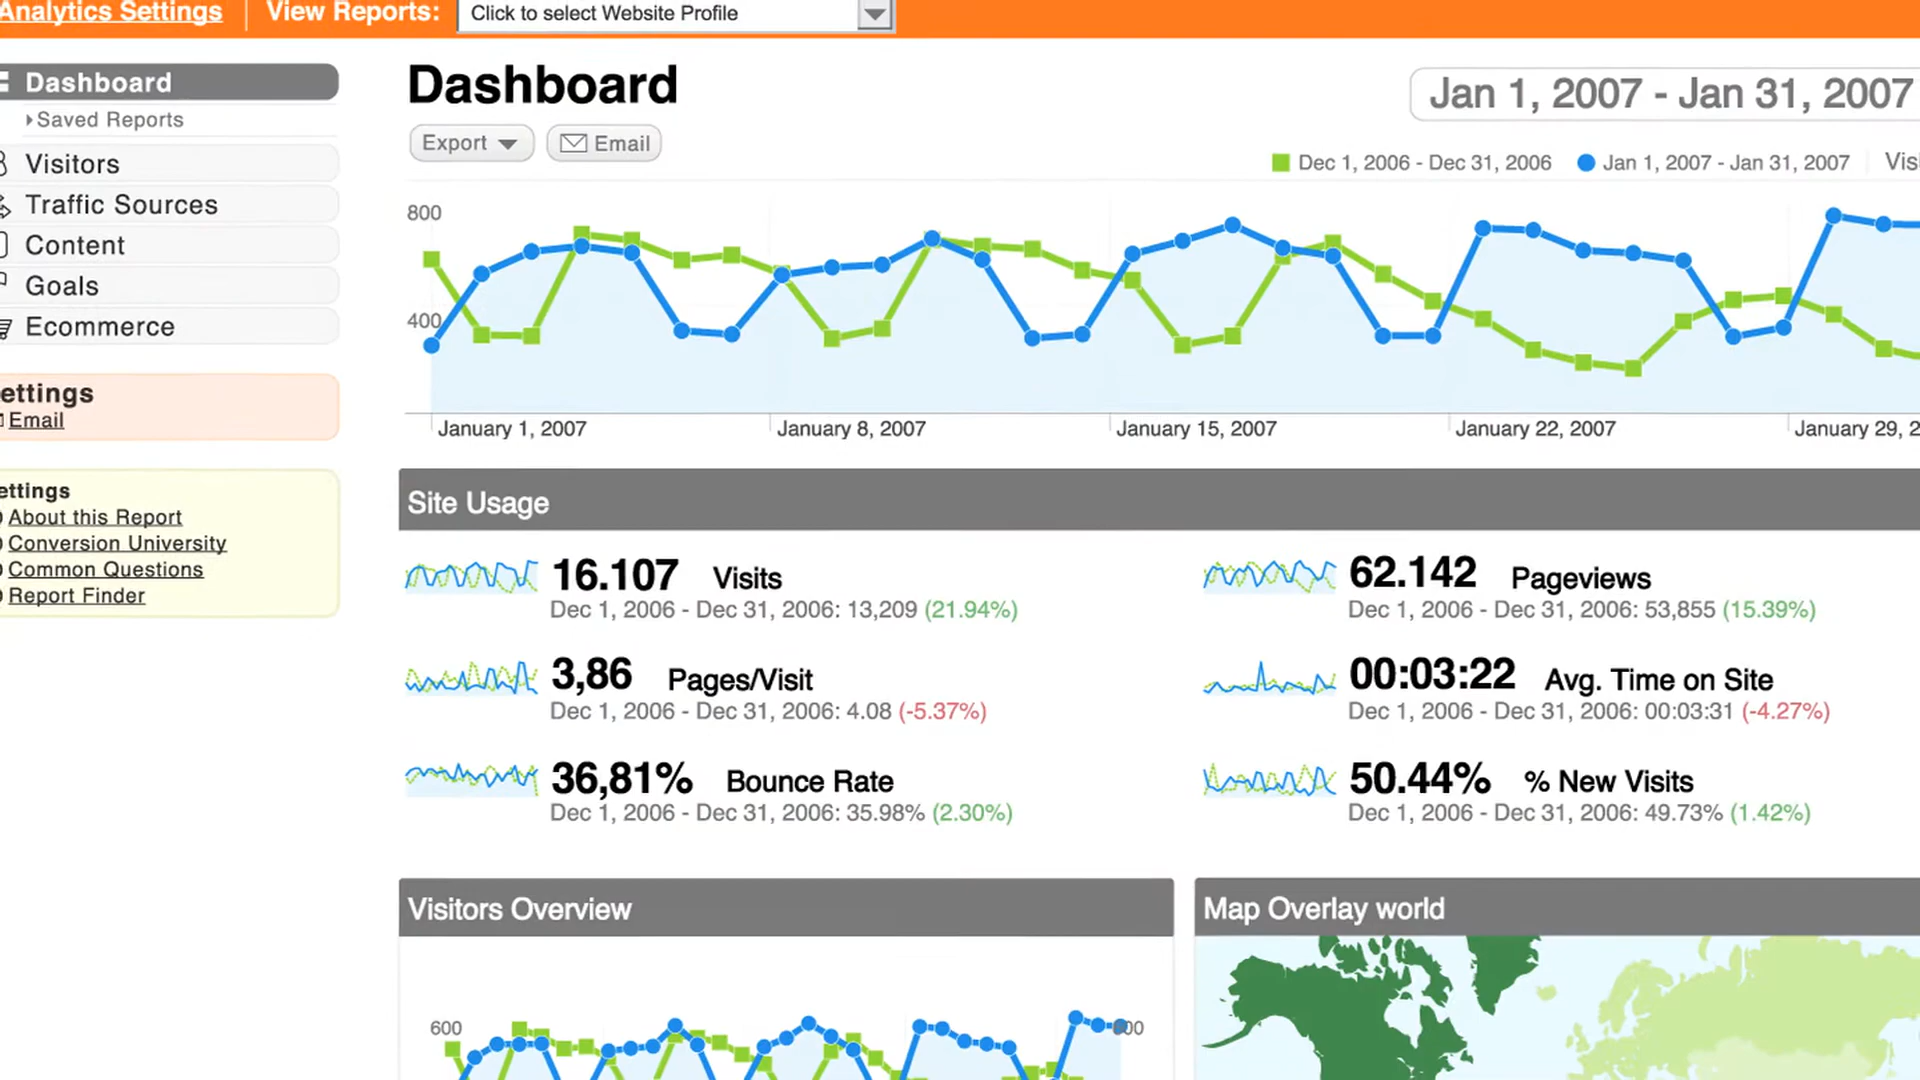 Analytics Settings
View Reports:
Click to select Website Profile
Dashboard
Saved Reports
Visitors
Traffic Sources
Content
Goals
Ecommerce
ettings
Email
ettings
About this Report
Conversion University
Common Questions
Report Finder
Dashboard
Jan 1, 2007 - Jan 31, 2007
Export
Email
Dec 1, 2006 - Dec 31, 2006
Jan 1, 2007 - Jan 31, 2007
Visi
800
400
January 1, 2007
January 8, 2007
January 15, 2007
January 22, 2007
January 29, 2
Site Usage
16.107 Visits
Dec 1, 2006 - Dec 31, 2006: 13,209 (21.94%)
62.142 Pageviews
Dec 1, 2006 - Dec 31, 2006: 53,855 (15.39%)
3,86 Pages/Visit
Dec 1, 2006 - Dec 31, 2006: 4.08 (-5.37%)
00:03:22 Avg. Time on Site
Dec 1, 2006 - Dec 31, 2006: 00:03:31 (-4.27%)
36,81% Bounce Rate
Dec 1, 2006 - Dec 31, 2006: 35.98% (2.30%)
50.44% % New Visits
Dec 1, 2006 - Dec 31, 2006: 49.73% (1.42%)
Visitors Overview
600
Map Overlay world